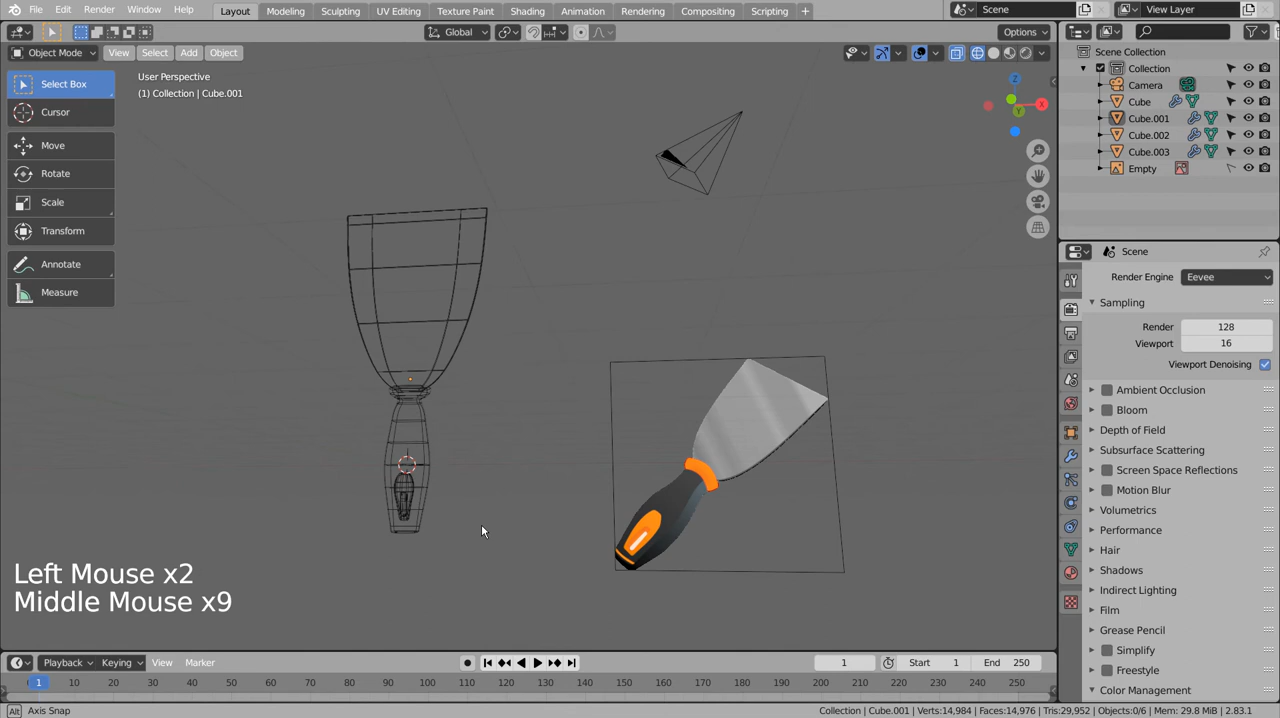 File Edit Render Window Help Layout Modeling Sculpting UV Editing Texture Paint Shading Animation Rendering Compositing Scripting Scene View Layer
Global Options
Object Mode View Select Add Object
User Perspective
(1) Collection | Cube.001
Select Box
Cursor
Move
Rotate
Scale
Transform
Annotate
Measure
Z
X
Y
Left Mouse x2
Middle Mouse x9
Scene Collection
Collection
Camera
Cube
Cube.001
Cube.002
Cube.003
Empty
Scene
Render Engine Eevee
Sampling
Render 128
Viewport 16
Viewport Denoising
Ambient Occlusion
Bloom
Depth of Field
Subsurface Scattering
Screen Space Reflections
Motion Blur
Volumetrics
Performance
Hair
Shadows
Indirect Lighting
Film
Grease Pencil
Simplify
Freestyle
Color Management
Playback Keying View Marker 1 Start 1 End 250
1 10 20 30 40 50 60 70 80 90 100 110 120 130 140 150 160 170 180 190 200 210 220 230 240 250
Alt Axis Snap Collection | Cube.001 | Verts:14,984 | Faces:14,976 | Tris:29,952 | Objects:0/6 | Mem: 29.8 MiB | 2.83.1